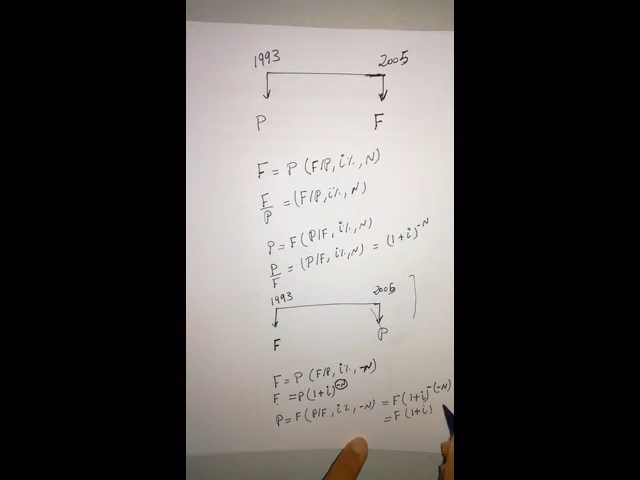 1993 2005
P F
F = P (F/P, i%, N)
F/P = (F/P, i%, N)
P = F (P/F, i%, N)
P/F = (P/F, i%, N) = (1+i)^-N
1993 2005
F P
F = P (F/P, i%, -N)
F = P(1+i)^-N
P = F (P/F, i%, -N) = F(1+i)^-(-N)
= F (1+i)